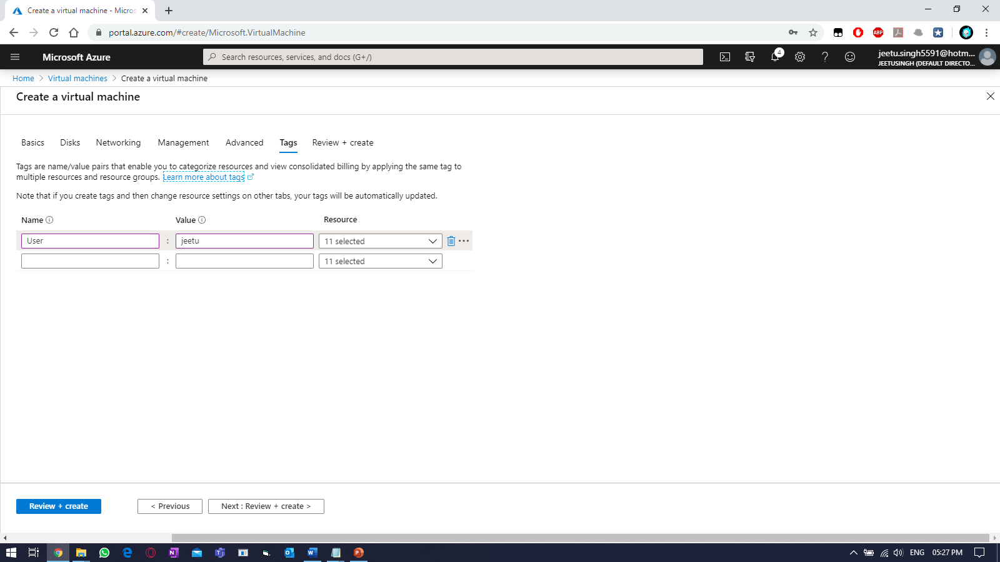 Create a virtual machine - Micros
portal.azure.com/#create/Microsoft.VirtualMachine
ABP
Microsoft Azure
Search resources, services, and docs (G+/)
4
jeetu.singh5591@hotm...
JEETUSINGH (DEFAULT DIRECTO...
Home > Virtual machines > Create a virtual machine
Create a virtual machine
Basics Disks Networking Management Advanced Tags Review + create
Tags are name/value pairs that enable you to categorize resources and view consolidated billing by applying the same tag to
multiple resources and resource groups. Learn more about tags
Note that if you create tags and then change resource settings on other tabs, your tags will be automatically updated.
Name Value Resource
User : jeetu 11 selected
: 11 selected
Review + create < Previous Next : Review + create >
ENG 05:27 PM